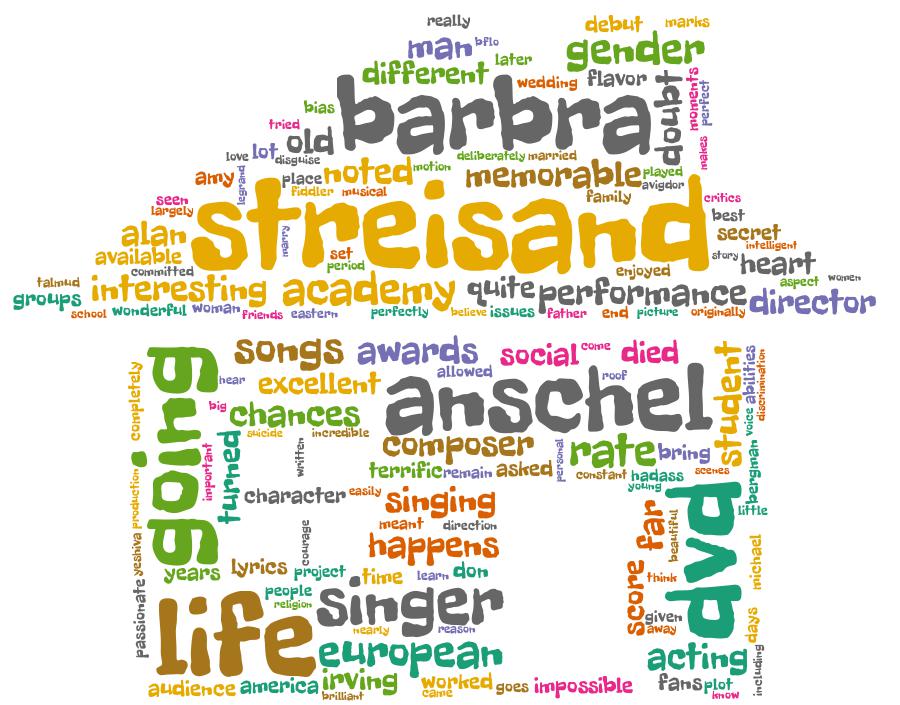 really
debut marks
man bflo gender
later
different wedding flavor
barbra doubt moments perfect
bias
tried old
love lot disguise
deliberately married makes
amy legrand place noted motion memorable played
avigdor
fiddler musical family critics
seen
largely streisand best
alan marry secret
intelligent
available set story
period heart
committed enjoyed
talmud aspect women
groups interesting academy quite performance director
school wonderful woman friends eastern perfectly believe issues father end picture originally
songs awards social come died
going hear excellent allowed anschel roof student abilities discrimination
completely big chances
suicide incredible voice
important turned written composer personal rate bring bergman
terrific remain asked constant hadass scenes
young
production yeshiva character easily singing little
meant direction far beautiful dvd
courage happens michael
years lyrics project time learn don think
people
religion score
passionate life singer given
nearly reason away days
european acting including
audience america irving worked goes impossible fans plot
brilliant came know